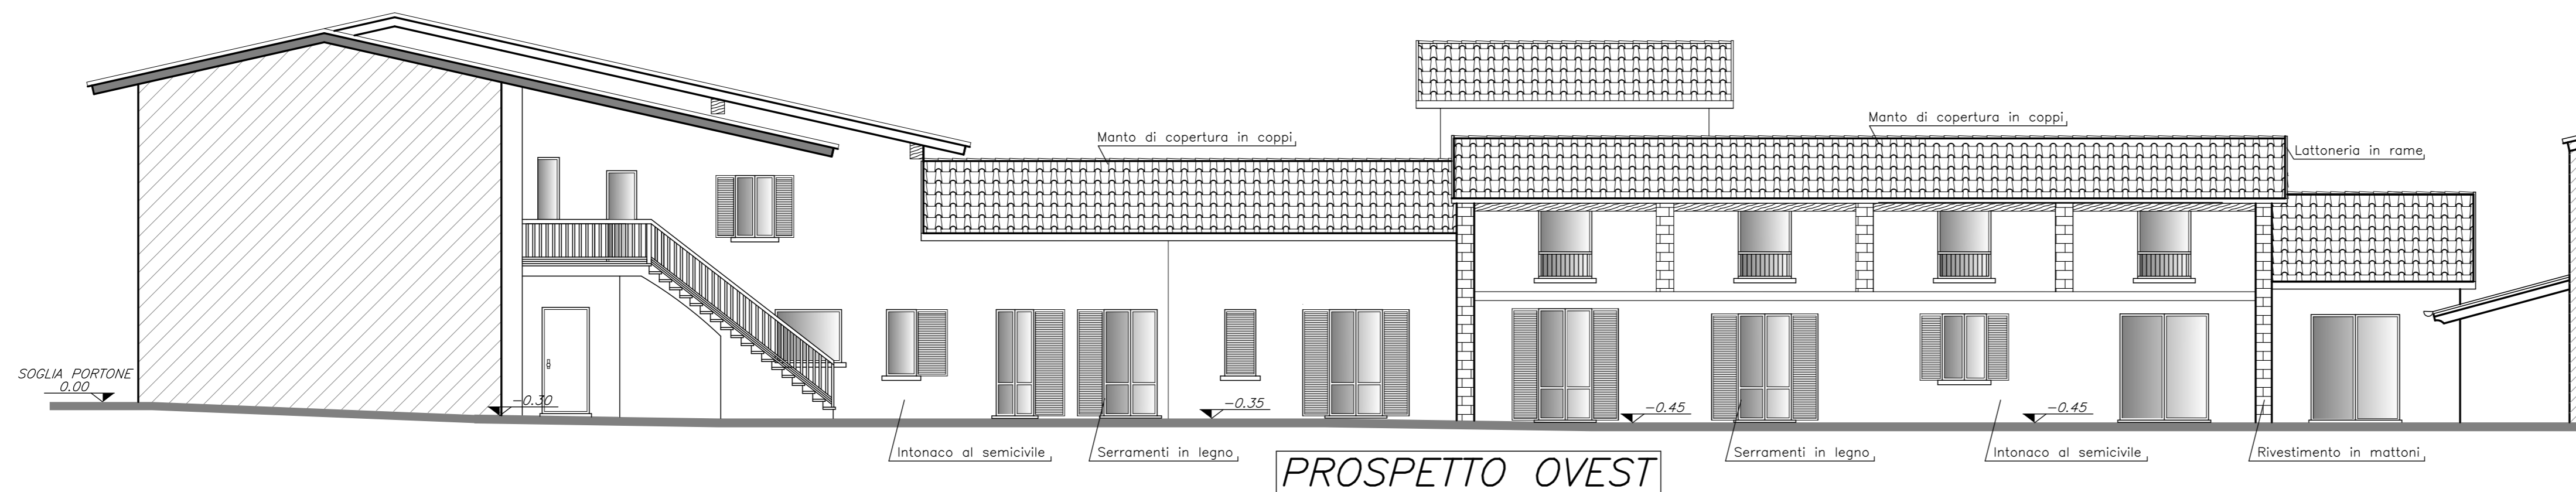 Manto di copertura in coppi
Manto di copertura in coppi
Lattoneria in rame
SOGLIA PORTONE
0.00
-0.30
-0.35
-0.45
-0.45
Intonaco al semicivile
Serramenti in legno
Serramenti in legno
Intonaco al semicivile
Rivestimento in mattoni
PROSPETTO OVEST